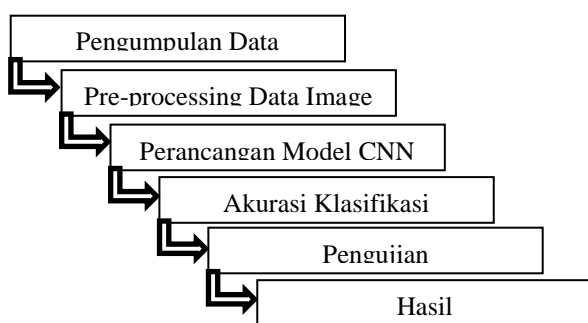 Pengumpulan Data
Pre-processing Data Image
Perancangan Model CNN
Akurasi Klasifikasi
Pengujian
Hasil